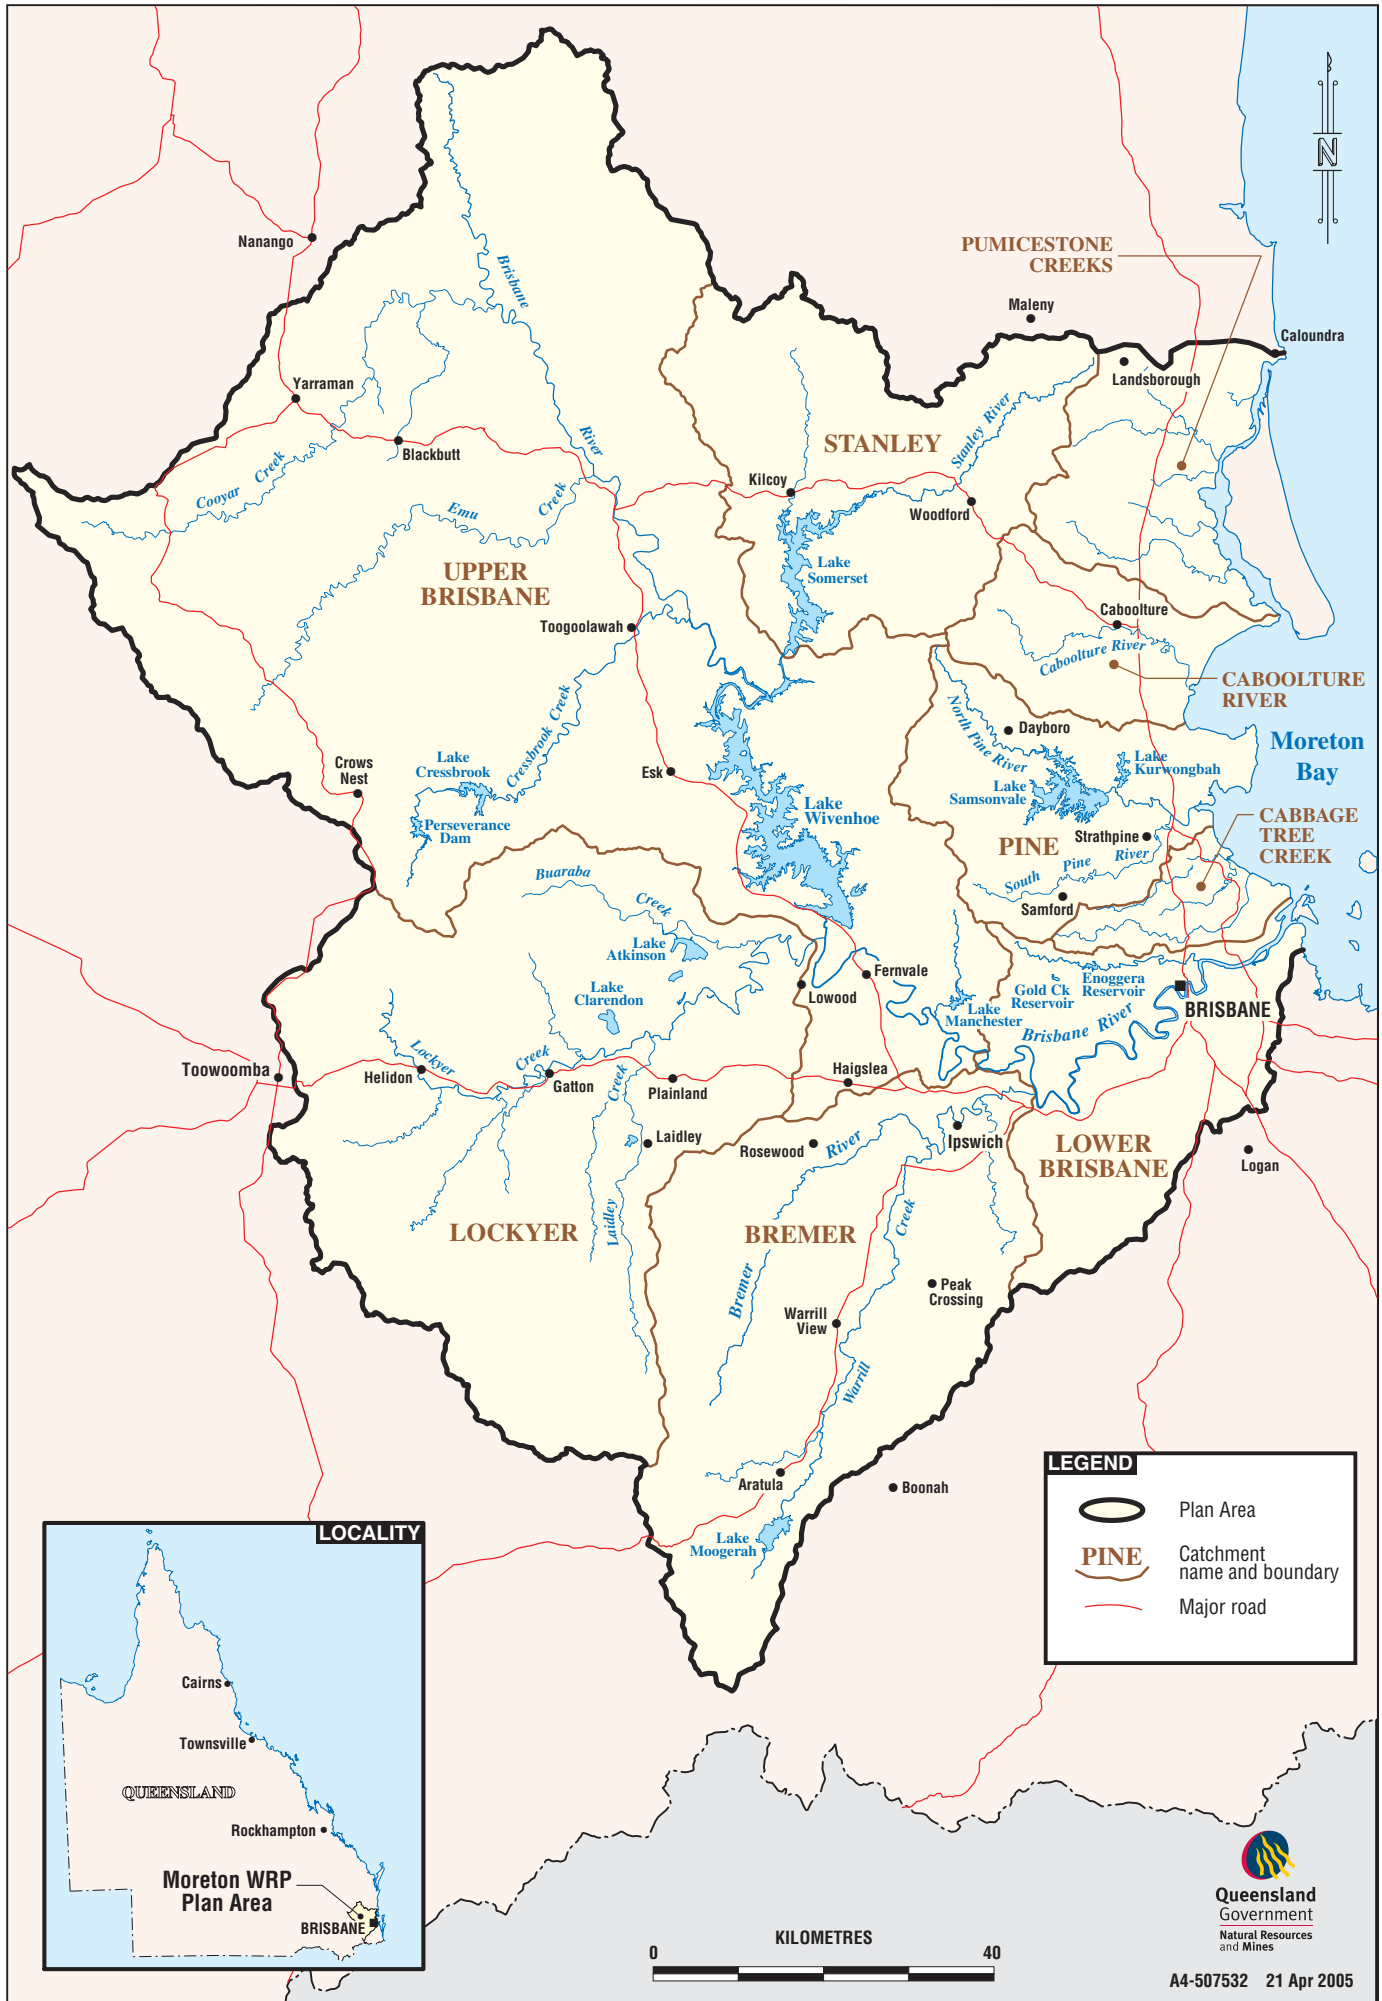 Nanango
Brisbane
PUMICESTONE
CREEKS
Maleny
Caloundra
Landsborough
Yarraman
Blackbutt
River
Stanley River
STANLEY
Cooyar Creek
Emu Creek
Kilcoy
Woodford
Lake
Somerset
UPPER
BRISBANE
Toogoolawah
Caboolture
Caboolture River
CABOOLTURE
RIVER
Cressbrook Creek
North Pine River
Dayboro
Moreton
Bay
Lake
Kurwongbah
Crows
Nest
Lake
Cressbrook
Esk
Lake
Samsonvale
Lake
Wivenhoe
Perseverance
Dam
Strathpine
PINE
CABBAGE
TREE
CREEK
South Pine River
Samford
Buaraba Creek
Lake
Atkinson
Fernvale
Lowood
Lake
Clarendon
Enoggera
Reservoir
Gold Ck
Reservoir
Lake
Manchester
BRISBANE
Brisbane River
Toowoomba
Lockyer Creek
Helidon
Gatton
Plainland
Haigslea
Laidley
Laidley Creek
Rosewood
Bremer River
Ipswich
LOWER
BRISBANE
Logan
LOCKYER
BREMER
Warrill Creek
Peak
Crossing
Warrill
View
Aratula
Boonah
Lake
Moogerah
LEGEND
Plan Area
PINE
Catchment
name and boundary
Major road
LOCALITY
Cairns
Townsville
QUEENSLAND
Rockhampton
Moreton WRP
Plan Area
BRISBANE
N
KILOMETRES
0 40
Queensland
Government
Natural Resources
and Mines
A4-507532 21 Apr 2005